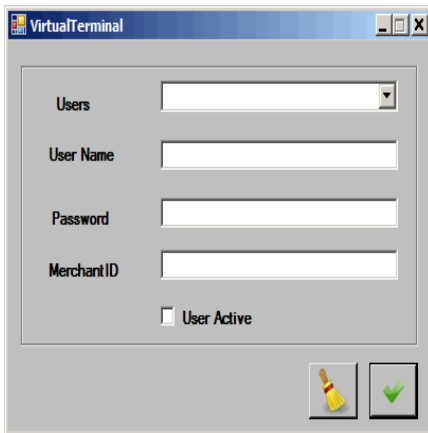 VirtualTerminal
Users
User Name
Password
MerchantID
User Active